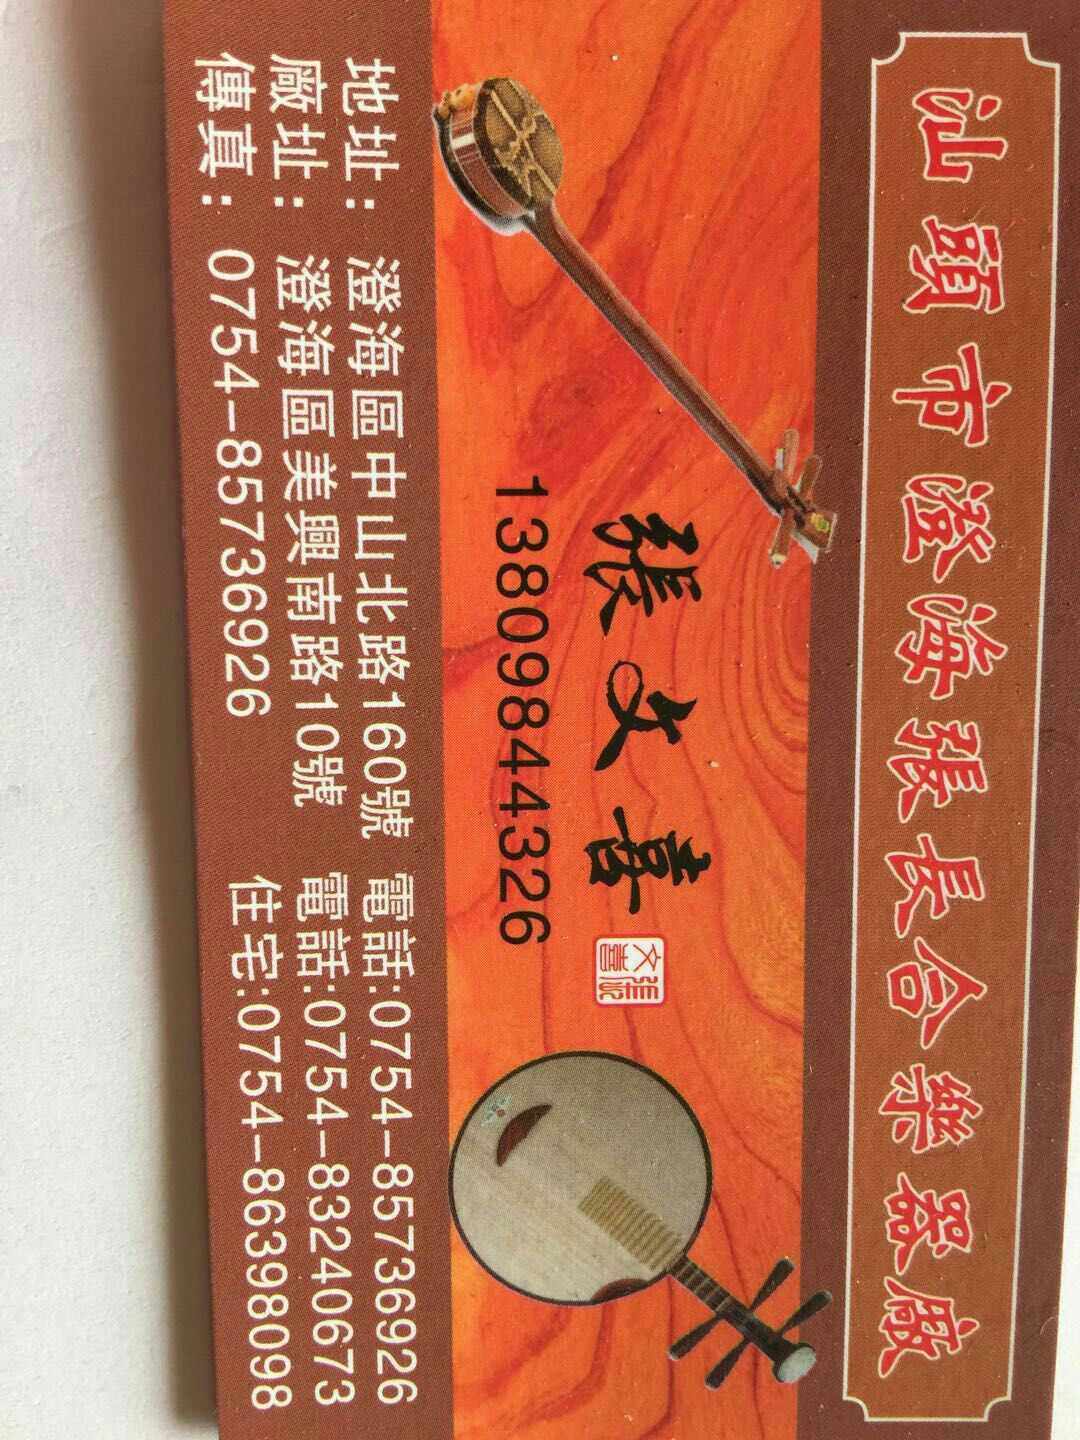 汕頭市澄海張長合樂器廠
張文喜
13809844326
地址：澄海區中山北路160號 電話:0754-85736926
廠址：澄海區美興南路10號 電話:0754-83240673
傳真：0754-85736926 住宅:0754-86398098